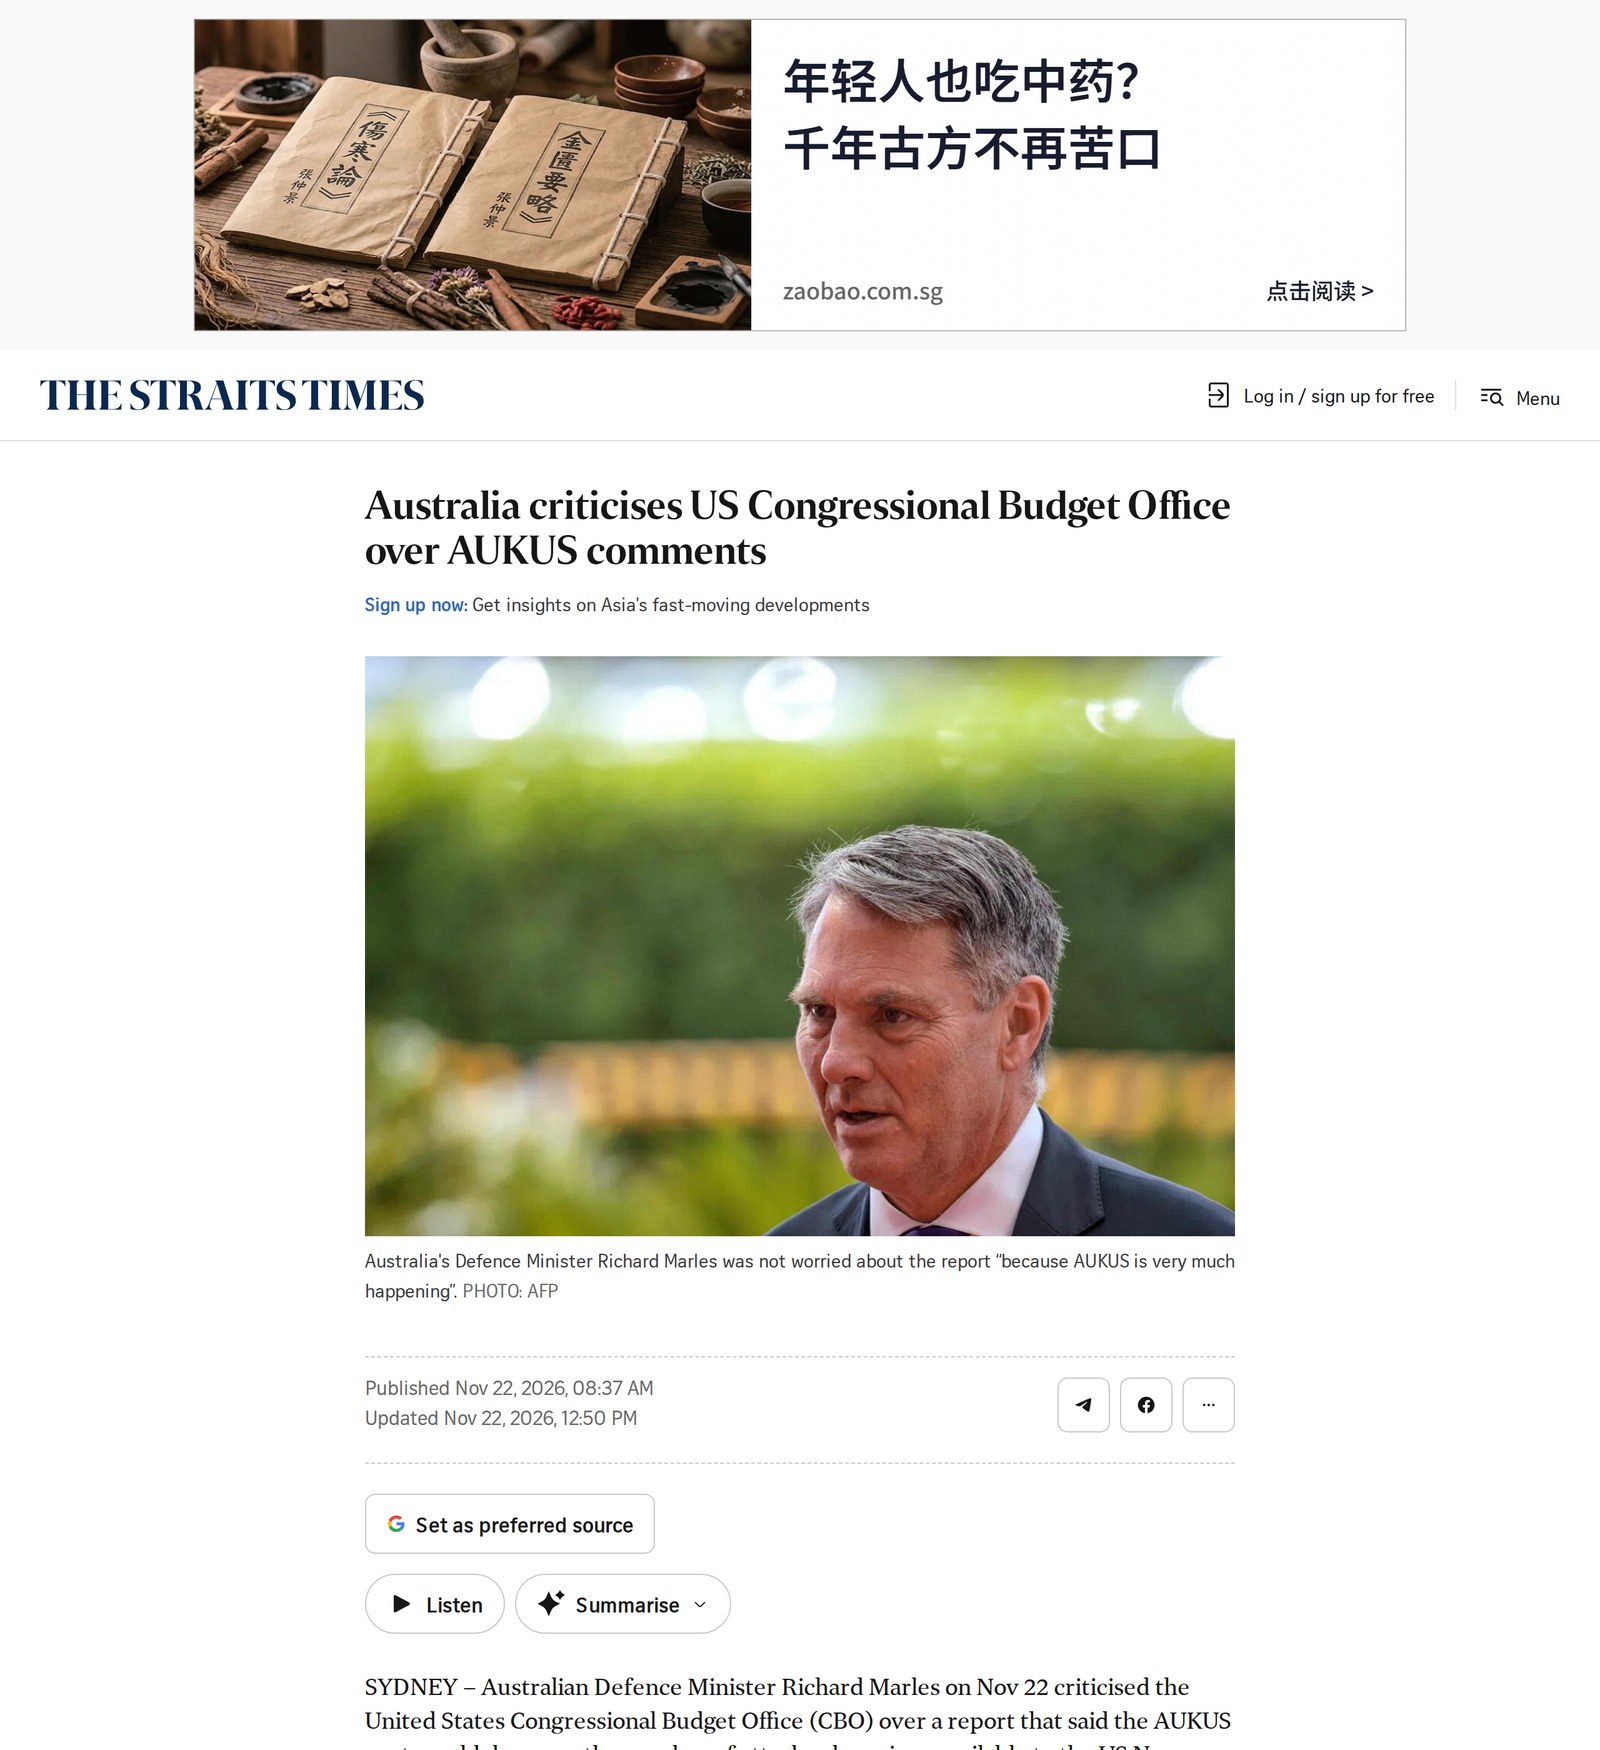 《傷寒論》
張仲景
金匱要略》
張仲景
年轻人也吃中药?
千年古方不再苦口
zaobao.com.sg
点击阅读 >
THE STRAITS TIMES
Log in / sign up for free
Menu
Australia criticises US Congressional Budget Office
over AUKUS comments
Sign up now: Get insights on Asia's fast-moving developments
Australia's Defence Minister Richard Marles was not worried about the report “because AUKUS is very much
happening”. PHOTO: AFP
Published Nov 22, 2026, 08:37 AM
Updated Nov 22, 2026, 12:50 PM
Set as preferred source
Listen
Summarise
SYDNEY – Australian Defence Minister Richard Marles on Nov 22 criticised the
United States Congressional Budget Office (CBO) over a report that said the AUKUS